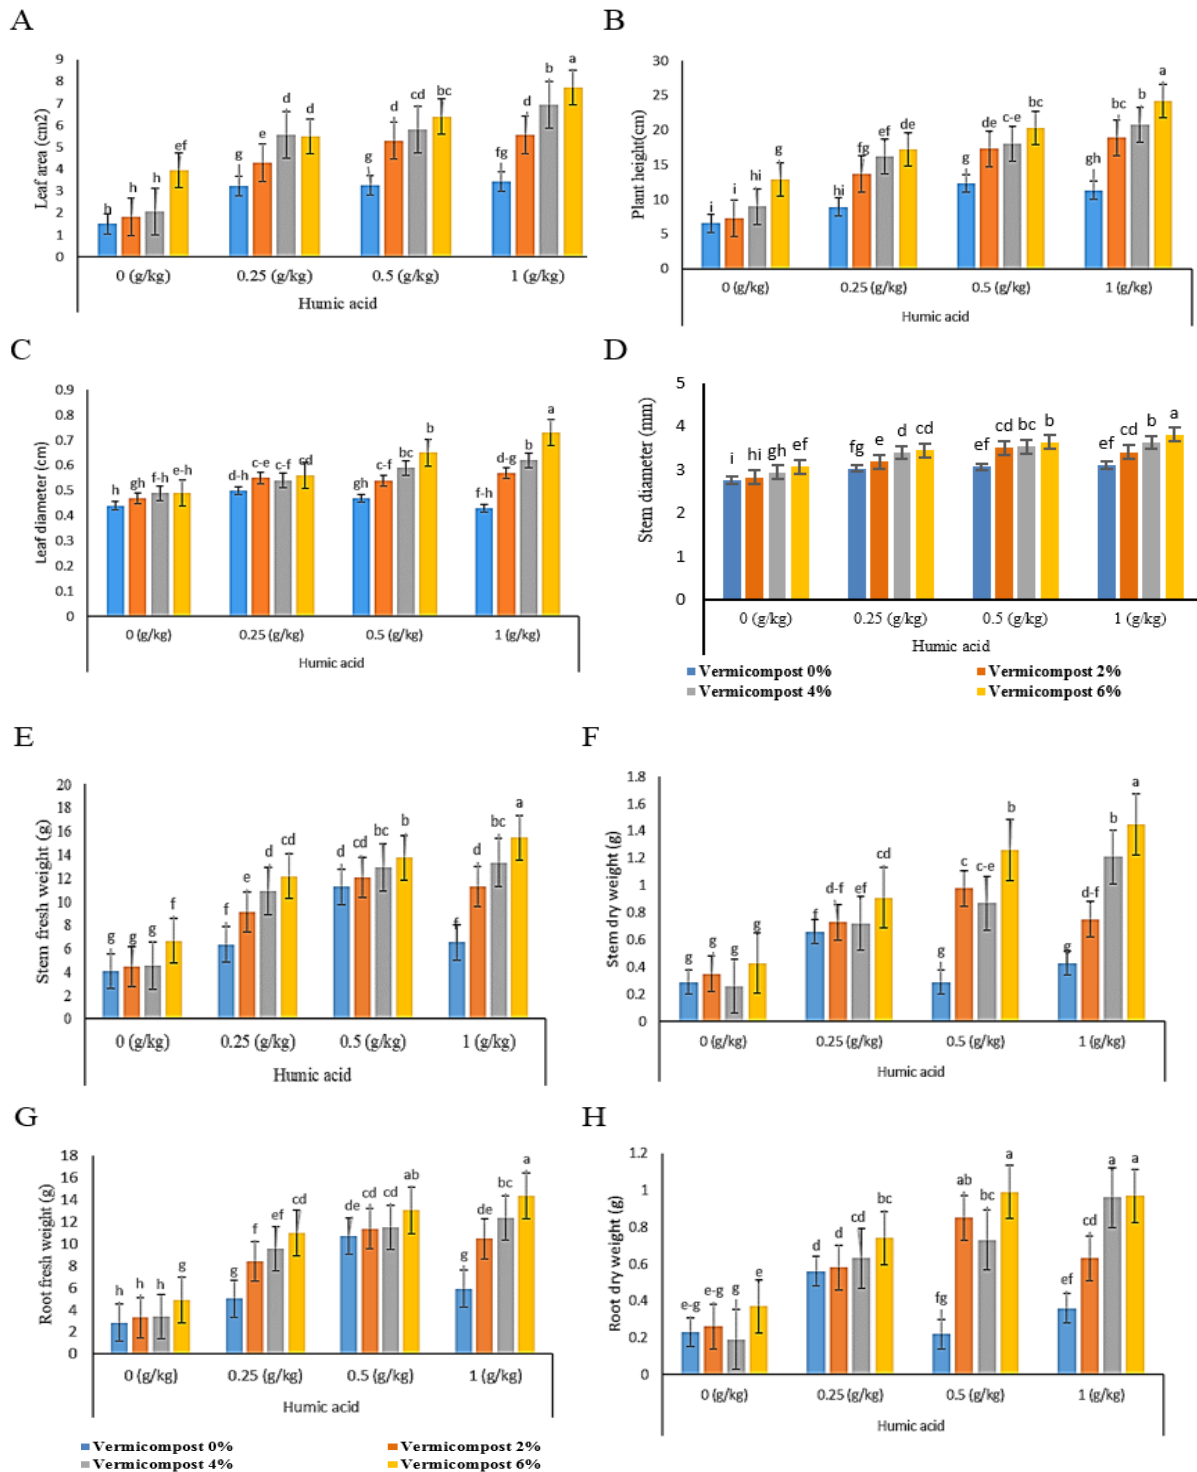 A
Leaf area (cm2)
9
8
7
6
5
4
3
2
1
0
h h h ef
g e d d
g d cd bc
fg d b a
0 (g/kg) 0.25 (g/kg) 0.5 (g/kg) 1 (g/kg)
Humic acid
B
Plant height(cm)
30
25
20
15
10
5
0
i i hi g
hi fg ef de
g de c-e bc
gh bc b a
0 (g/kg) 0.25 (g/kg) 0.5 (g/kg) 1 (g/kg)
Humic acid
C
Leaf diameter (cm)
0.9
0.8
0.7
0.6
0.5
0.4
0.3
0.2
0.1
0
h gh f-h e-h
d-h c-e c-f cd
gh c-f bc b
f-h d-g b a
0 (g/kg) 0.25 (g/kg) 0.5 (g/kg) 1 (g/kg)
Humic acid
D
Stem diameter (mm)
5
4
3
2
1
0
i hi gh ef
fg e d cd
ef cd bc b
ef cd b a
0 (g/kg) 0.25 (g/kg) 0.5 (g/kg) 1 (g/kg)
Humic acid
Vermicompost 0% Vermicompost 2%
Vermicompost 4% Vermicompost 6%
E
Stem fresh weight (g)
20
18
16
14
12
10
8
6
4
2
0
g g g f
f e d cd
d cd bc b
f d bc a
0 (g/kg) 0.25 (g/kg) 0.5 (g/kg) 1 (g/kg)
Humic acid
F
Stem dry weight (g)
1.8
1.6
1.4
1.2
1
0.8
0.6
0.4
0.2
0
g g g g
f d-f ef cd
g c c-e b
g d-f b a
0 (g/kg) 0.25 (g/kg) 0.5 (g/kg) 1 (g/kg)
Humic acid
G
Root fresh weight (g)
18
16
14
12
10
8
6
4
2
0
h h h g
g f ef cd
de cd cd ab
g de bc a
0 (g/kg) 0.25 (g/kg) 0.5 (g/kg) 1 (g/kg)
Humic acid
H
Root dry weight (g)
1.2
1
0.8
0.6
0.4
0.2
0
e-g e-g g e
d d cd bc
fg ab bc a
ef cd a a
0 (g/kg) 0.25 (g/kg) 0.5 (g/kg) 1 (g/kg)
Humic acid
Vermicompost 0% Vermicompost 2%
Vermicompost 4% Vermicompost 6%